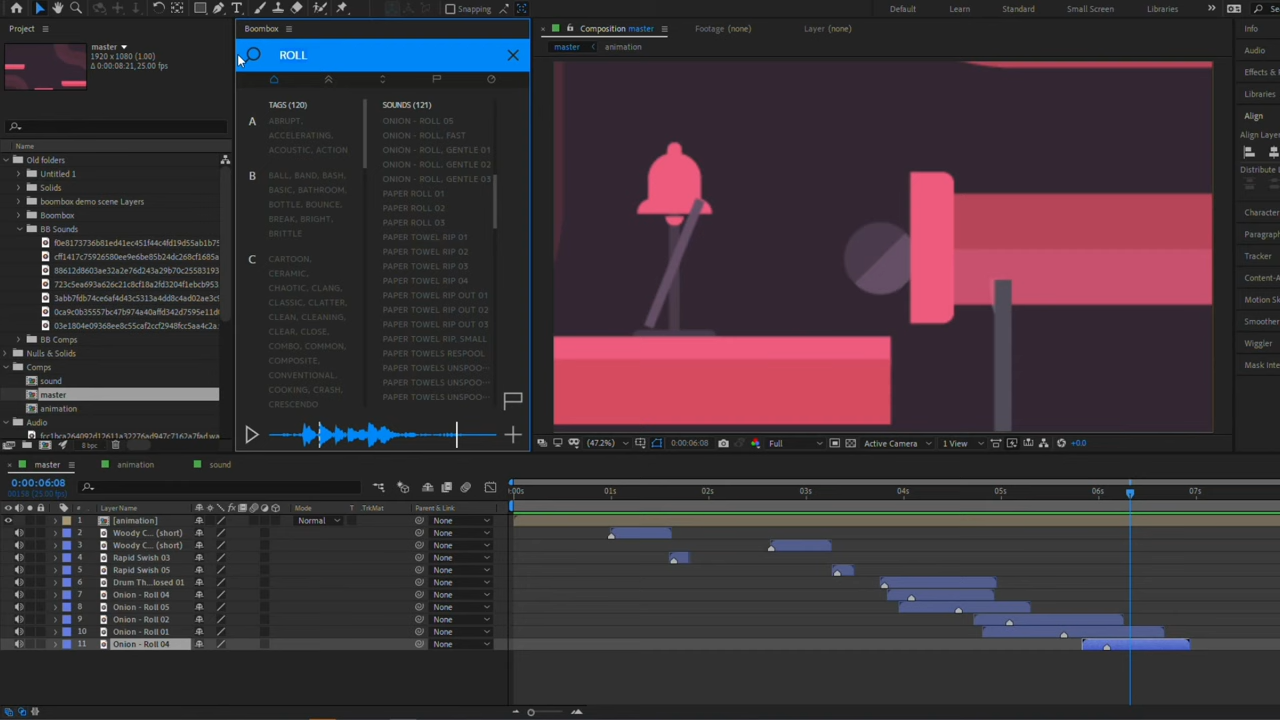 Snapping
Default
Learn
Standard
Small Screen
Libraries
Project
master
1920 x 1080 (1.00)
Δ 0:00:08:21, 25.00 fps
Name
Old folders
Untitled 1
Solids
boombox demo scene Layers
Boombox
BB Sounds
f0e8173736b81ed41ec451f44c4fd19d55ab1b75
BB Comps
Nulls & Solids
Comps
sound
master
animation
Audio
8 bpc
Boombox
ROLL
TAGS (120)
A
ABRUPT,
ACCELERATING,
ACOUSTIC, ACTION
B
BALL, BAND, BASH,
BASIC, BATHROOM,
BOTTLE, BOUNCE,
BREAK, BRIGHT,
BRITTLE
C
CARTOON,
CERAMIC,
CHAOTIC, CLANG,
CLASSIC, CLATTER,
CLEAN, CLEANING,
CLEAR, CLOSE,
COMBO, COMMON,
COMPOSITE,
CONVENTIONAL,
COOKING, CRASH,
CRESCENDO
SOUNDS (121)
ONION - ROLL 05
ONION - ROLL, FAST
ONION - ROLL, GENTLE 01
ONION - ROLL, GENTLE 02
ONION - ROLL, GENTLE 03
PAPER ROLL 01
PAPER ROLL 02
PAPER ROLL 03
PAPER TOWEL RIP 01
PAPER TOWEL RIP 02
PAPER TOWEL RIP 03
PAPER TOWEL RIP 04
PAPER TOWEL RIP OUT 01
PAPER TOWEL RIP OUT 02
PAPER TOWEL RIP OUT 03
PAPER TOWEL RIP, SMALL
PAPER TOWELS RESPOOL
PAPER TOWELS UNSPOO...
PAPER TOWELS UNSPOO...
PAPER TOWELS UNSPOO...
Composition master
Footage (none)
Layer (none)
master
animation
(47.2%)
0:00:06:08
Full
Active Camera
1 View
+0.0
Info
Audio
Effects &
Libraries
Align
Align Layer
Distribute
Character
Paragraph
Tracker
Content-A
Motion Sk
Smoother
Wiggler
Mask Inte
master
animation
sound
0:00:06:08
00158 (25.00 fps)
#
Layer Name
Mode
T
TrkMat
Parent & Link
1 [animation] Normal None
2 Woody C... (short) None
3 Woody C... (short) None
4 Rapid Swish 03 None
5 Rapid Swish 05 None
6 Drum Th...losed 01 None
7 Onion - Roll 04 None
8 Onion - Roll 05 None
9 Onion - Roll 02 None
10 Onion - Roll 01 None
11 Onion - Roll 04 None
:00s 01s 02s 03s 04s 05s 06s 07s